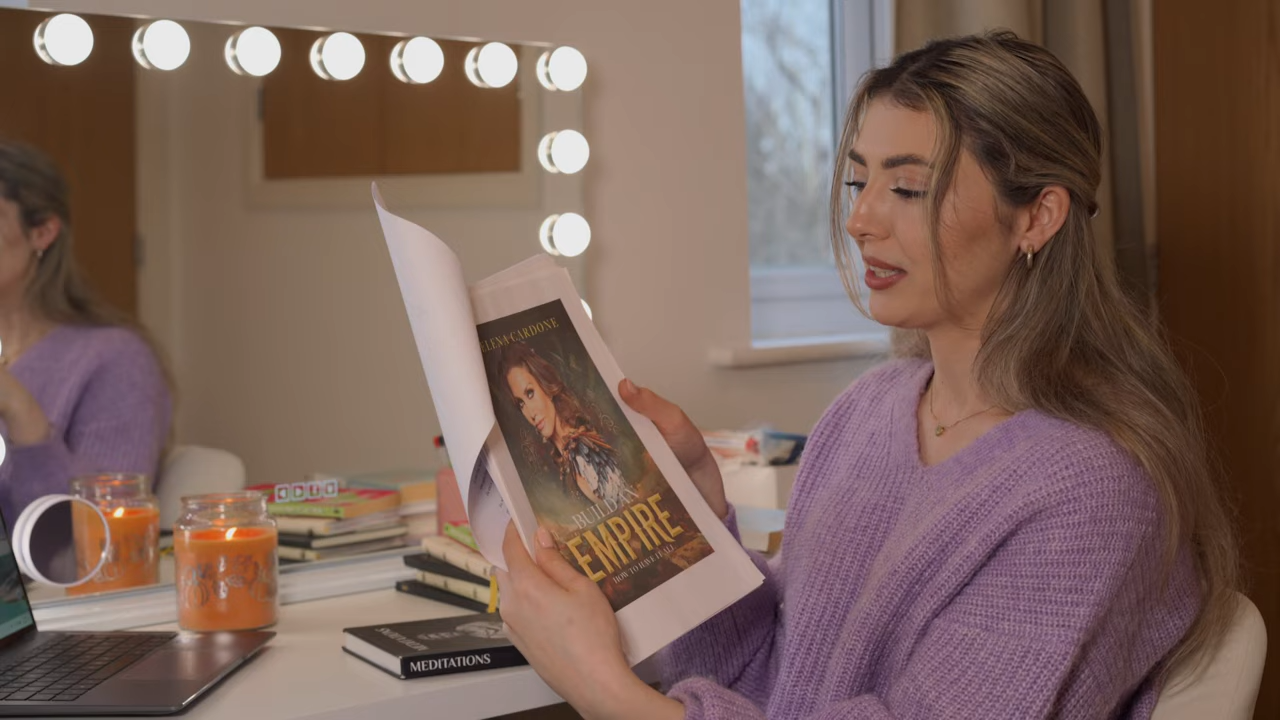 ELENA CARDONE
BUILD AN
EMPIRE
HOW TO HAVE IT ALL
MEDITATIONS